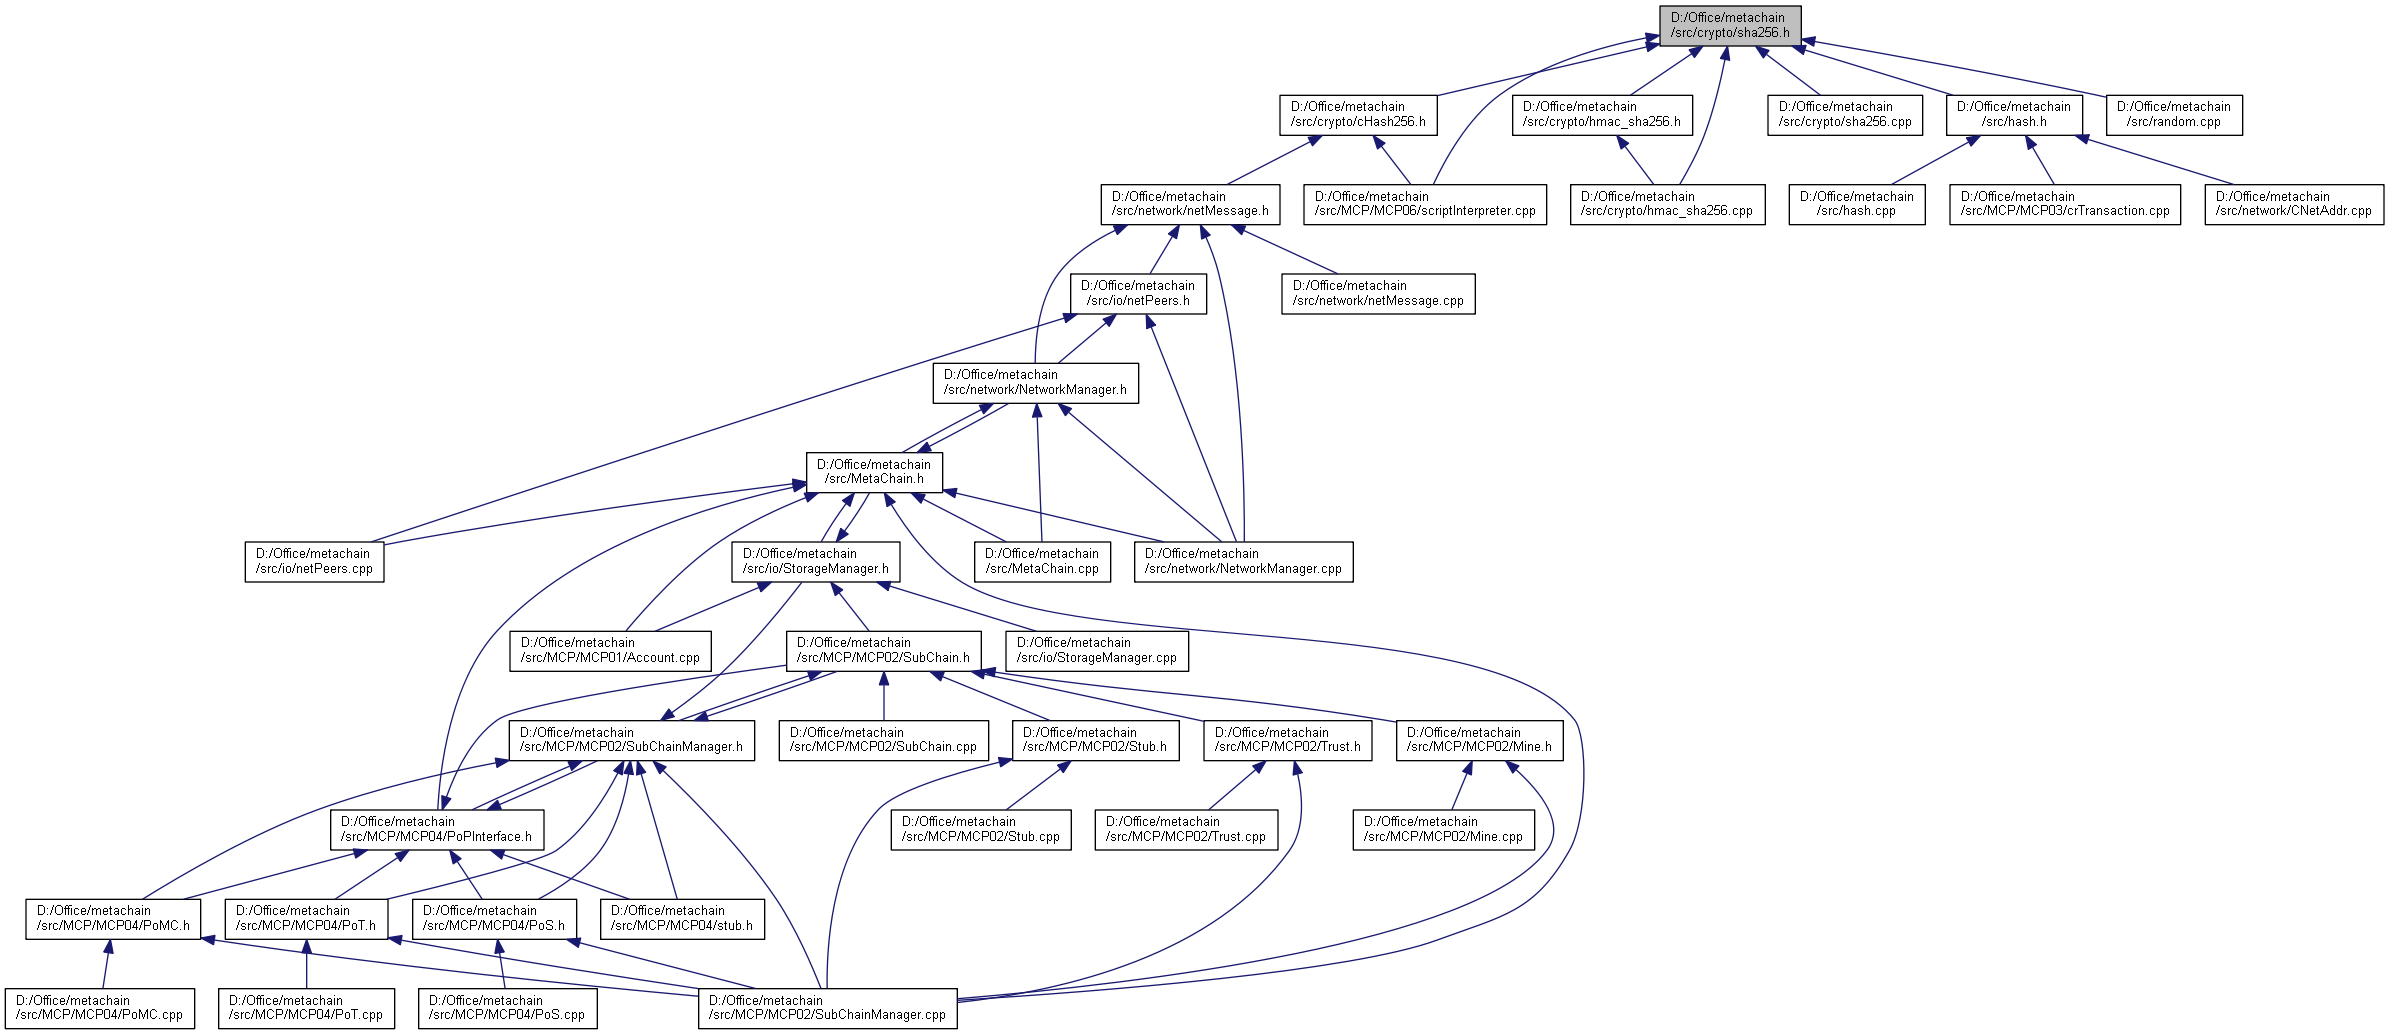 D:/Office/metachain
/src/crypto/sha256.h
D:/Office/metachain
/src/crypto/cHash256.h
D:/Office/metachain
/src/crypto/hmac_sha256.h
D:/Office/metachain
/src/crypto/sha256.cpp
D:/Office/metachain
/src/hash.h
D:/Office/metachain
/src/random.cpp
D:/Office/metachain
/src/network/netMessage.h
D:/Office/metachain
/src/MCP/MCP06/scriptInterpreter.cpp
D:/Office/metachain
/src/crypto/hmac_sha256.cpp
D:/Office/metachain
/src/hash.cpp
D:/Office/metachain
/src/MCP/MCP03/crTransaction.cpp
D:/Office/metachain
/src/network/CNetAddr.cpp
D:/Office/metachain
/src/io/netPeers.h
D:/Office/metachain
/src/network/netMessage.cpp
D:/Office/metachain
/src/network/NetworkManager.h
D:/Office/metachain
/src/MetaChain.h
D:/Office/metachain
/src/io/netPeers.cpp
D:/Office/metachain
/src/io/StorageManager.h
D:/Office/metachain
/src/MetaChain.cpp
D:/Office/metachain
/src/network/NetworkManager.cpp
D:/Office/metachain
/src/MCP/MCP01/Account.cpp
D:/Office/metachain
/src/MCP/MCP02/SubChain.h
D:/Office/metachain
/src/io/StorageManager.cpp
D:/Office/metachain
/src/MCP/MCP02/SubChainManager.h
D:/Office/metachain
/src/MCP/MCP02/SubChain.cpp
D:/Office/metachain
/src/MCP/MCP02/Stub.h
D:/Office/metachain
/src/MCP/MCP02/Trust.h
D:/Office/metachain
/src/MCP/MCP02/Mine.h
D:/Office/metachain
/src/MCP/MCP04/PoPInterface.h
D:/Office/metachain
/src/MCP/MCP02/Stub.cpp
D:/Office/metachain
/src/MCP/MCP02/Trust.cpp
D:/Office/metachain
/src/MCP/MCP02/Mine.cpp
D:/Office/metachain
/src/MCP/MCP04/PoMC.h
D:/Office/metachain
/src/MCP/MCP04/PoT.h
D:/Office/metachain
/src/MCP/MCP04/PoS.h
D:/Office/metachain
/src/MCP/MCP04/stub.h
D:/Office/metachain
/src/MCP/MCP04/PoMC.cpp
D:/Office/metachain
/src/MCP/MCP04/PoT.cpp
D:/Office/metachain
/src/MCP/MCP04/PoS.cpp
D:/Office/metachain
/src/MCP/MCP02/SubChainManager.cpp